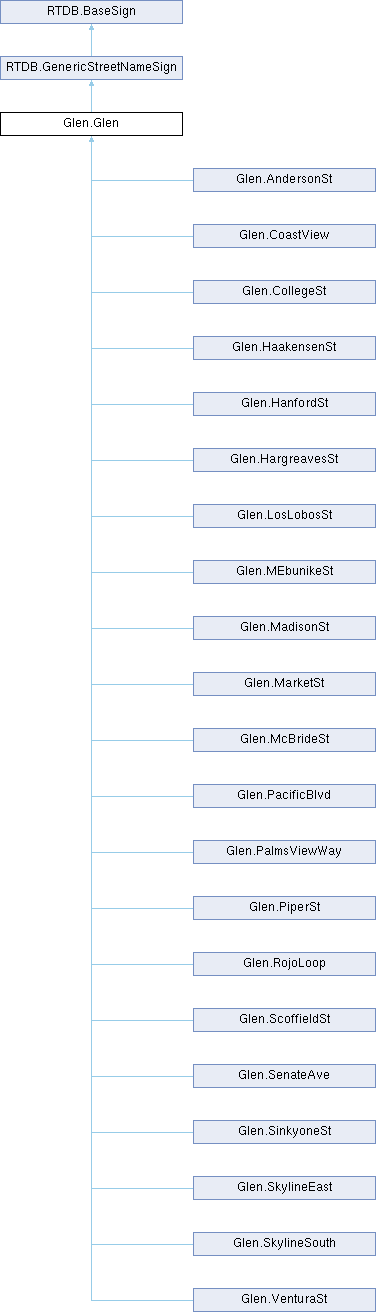 RTDB.BaseSign
RTDB.GenericStreetNameSign
Glen.Glen
Glen.AndersonSt
Glen.CoastView
Glen.CollegeSt
Glen.HaakensenSt
Glen.HanfordSt
Glen.HargreavesSt
Glen.LosLobosSt
Glen.MEbunikeSt
Glen.MadisonSt
Glen.MarketSt
Glen.McBrideSt
Glen.PacificBlvd
Glen.PalmsViewWay
Glen.PiperSt
Glen.RojoLoop
Glen.ScoffieldSt
Glen.SenateAve
Glen.SinkyoneSt
Glen.SkylineEast
Glen.SkylineSouth
Glen.VenturaSt